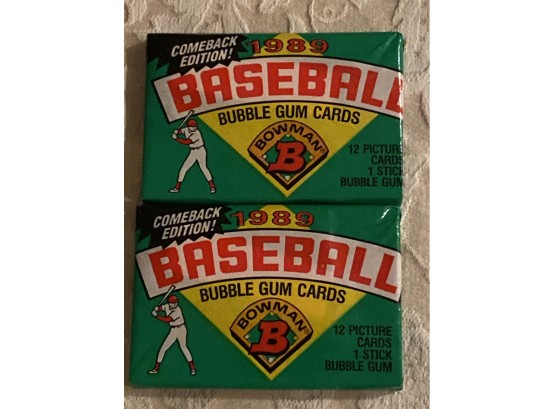 COMEBACK
EDITION!
1989
BASEBALL
BUBBLE GUM CARDS
BOWMAN
B
12 PICTURE
CARDS
1 STICK
BUBBLE GUM
COMEBACK
EDITION!
1989
BASEBALL
BUBBLE GUM CARDS
BOWMAN
B
12 PICTURE
CARDS
1 STICK
BUBBLE GUM